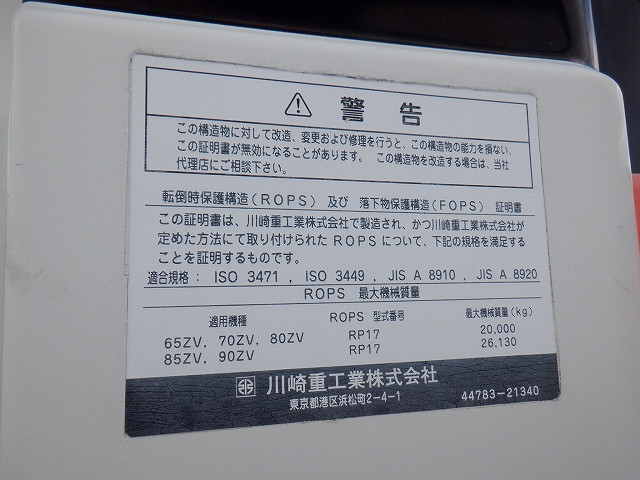 ⚠ 警告
この構造物に対して改造、変更および修理を行うと、この構造物の能力を損ない、
この証明書が無効になることがあります。 この構造物を改造する場合は、当社
代理店にご相談下さい。
転倒時保護構造(ROPS) 及び 落下物保護構造(FOPS) 証明書
この証明書は、川崎重工業株式会社で製造され、かつ川崎重工業株式会社が
定めた方法にて取り付けられたROPSについて、下記の規格を満足する
ことを証明するものです。
適合規格: ISO 3471 , ISO 3449 , JIS A 8910 , JIS A 8920
ROPS 最大機械質量
適用機種 ROPS 型式番号 最大機械質量(kg)
65ZV, 70ZV, 80ZV RP17 20,000
85ZV, 90ZV RP17 26,130
川崎重工業株式会社
東京都港区浜松町2-4-1 44783-21340